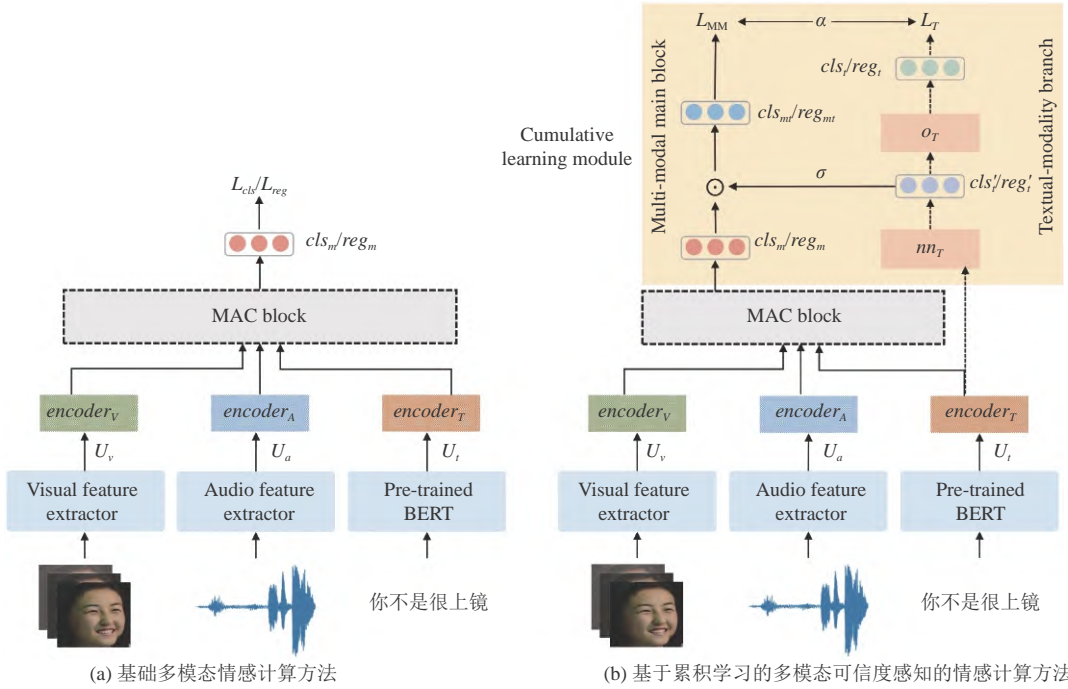 L_cls/L_reg
cls_m/reg_m
MAC block
encoder_V
encoder_A
encoder_T
U_v
U_a
U_t
Visual feature
extractor
Audio feature
extractor
Pre-trained
BERT
你不是很上镜
(a) 基础多模态情感计算方法
Cumulative
learning module
Multi-modal main block
Textual-modality branch
L_MM
α
L_T
cls_t/reg_t
cls_mt/reg_mt
o_T
σ
cls_t'/reg_t'
cls_m/reg_m
nn_T
MAC block
encoder_V
encoder_A
encoder_T
U_v
U_a
U_t
Visual feature
extractor
Audio feature
extractor
Pre-trained
BERT
你不是很上镜
(b) 基于累积学习的多模态可信度感知的情感计算方法